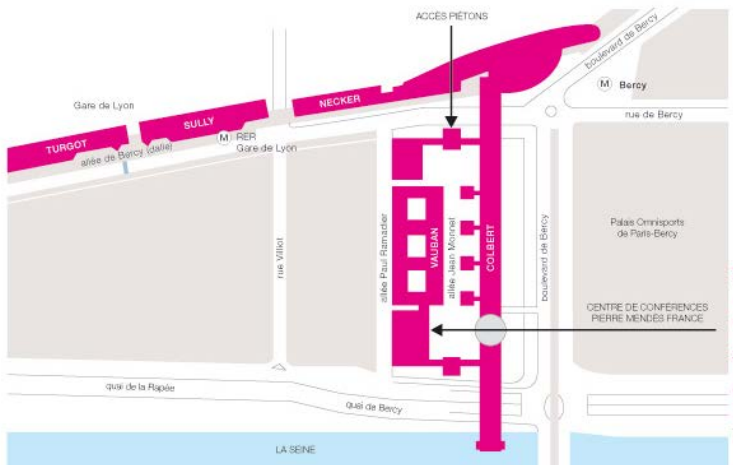 ACCÈS PIÉTONS
boulevard de Bercy
M Bercy
rue de Bercy
Gare de Lyon
NECKER
SULLY
TURGOT
M RER
Gare de Lyon
allée de Bercy (dalle)
rue Villiot
allée Paul Ramadier
VAUBAN
allée Jean Monnet
COLBERT
boulevard de Bercy
Palais Omnisports
de Paris-Bercy
CENTRE DE CONFÉRENCES
PIERRE MENDÈS FRANCE
quai de la Rapée
quai de Bercy
LA SEINE